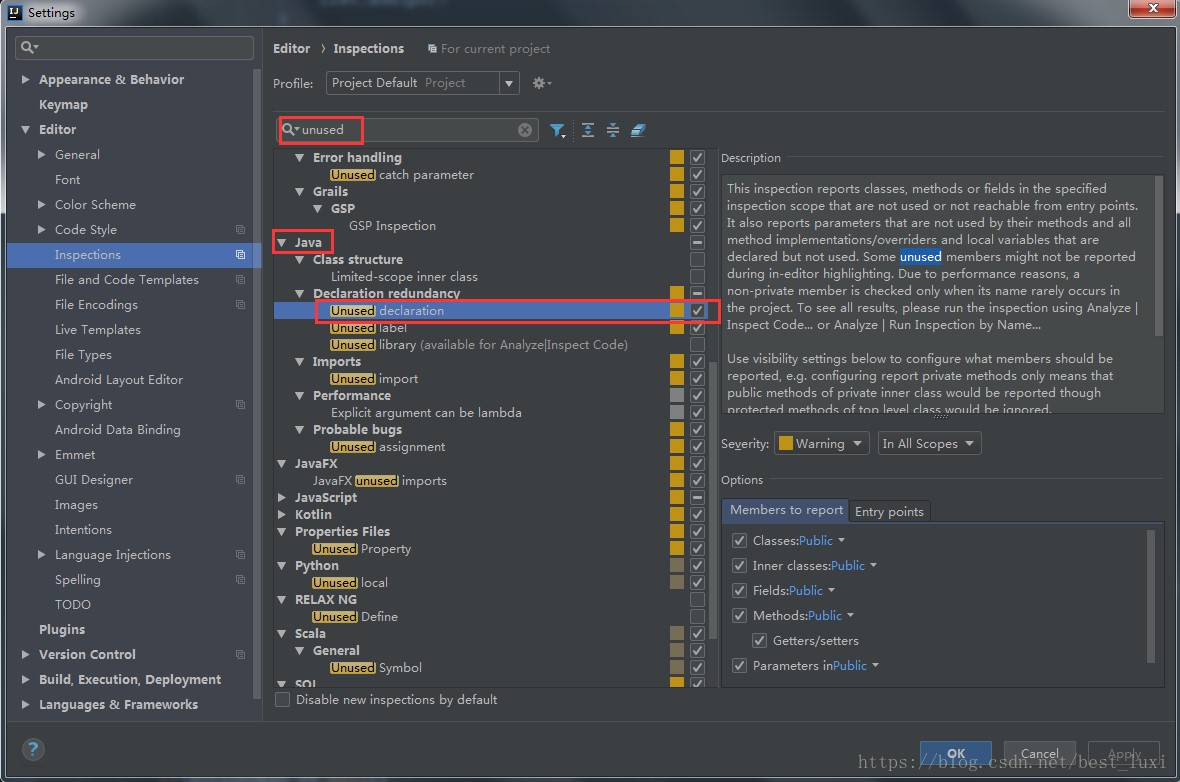 IJ Settings
Appearance & Behavior
Keymap
Editor
General
Font
Color Scheme
Code Style
Inspections
File and Code Templates
File Encodings
Live Templates
File Types
Android Layout Editor
Copyright
Android Data Binding
Emmet
GUI Designer
Images
Intentions
Language Injections
Spelling
TODO
Plugins
Version Control
Build, Execution, Deployment
Languages & Frameworks
Editor › Inspections For current project
Profile: Project Default Project
unused
Error handling
Unused catch parameter
Grails
GSP
GSP Inspection
Java
Class structure
Limited-scope inner class
Declaration redundancy
Unused declaration
Unused label
Unused library (available for Analyze|Inspect Code)
Imports
Unused import
Performance
Explicit argument can be lambda
Probable bugs
Unused assignment
JavaFX
JavaFX unused imports
JavaScript
Kotlin
Properties Files
Unused Property
Python
Unused local
RELAX NG
Unused Define
Scala
General
Unused Symbol
SQL
Disable new inspections by default
Description
This inspection reports classes, methods or fields in the specified
inspection scope that are not used or not reachable from entry points.
It also reports parameters that are not used by their methods and all
method implementations/overriders and local variables that are
declared but not used. Some unused members might not be reported
during in-editor highlighting. Due to performance reasons, a
non-private member is checked only when its name rarely occurs in
the project. To see all results, please run the inspection using Analyze |
Inspect Code... or Analyze | Run Inspection by Name...
Use visibility settings below to configure what members should be
reported, e.g. configuring report private methods only means that
public methods of private inner class would be reported though
protected methods of top level class would be ignored.
Severity: Warning In All Scopes
Options
Members to report Entry points
Classes:Public
Inner classes:Public
Fields:Public
Methods:Public
Getters/setters
Parameters inPublic
? OK Cancel Apply
https://blog.csdn.net/best_luxi